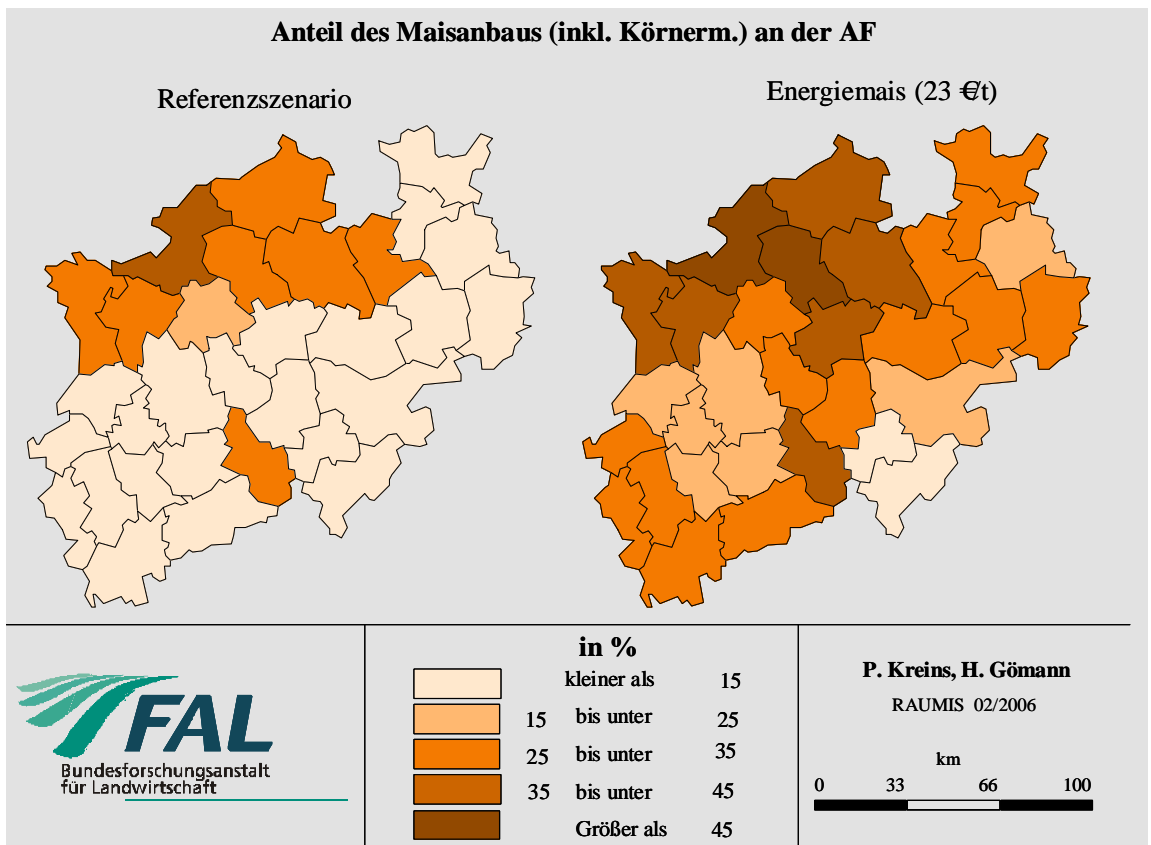 Anteil des Maisanbaus (inkl. Körnerm.) an der AF
Referenzszenario
Energiemais (23 €/t)
in %
kleiner als 15
15 bis unter 25
25 bis unter 35
35 bis unter 45
Größer als 45
FAL
Bundesforschungsanstalt
für Landwirtschaft
P. Kreins, H. Gömann
RAUMIS 02/2006
km
0 33 66 100